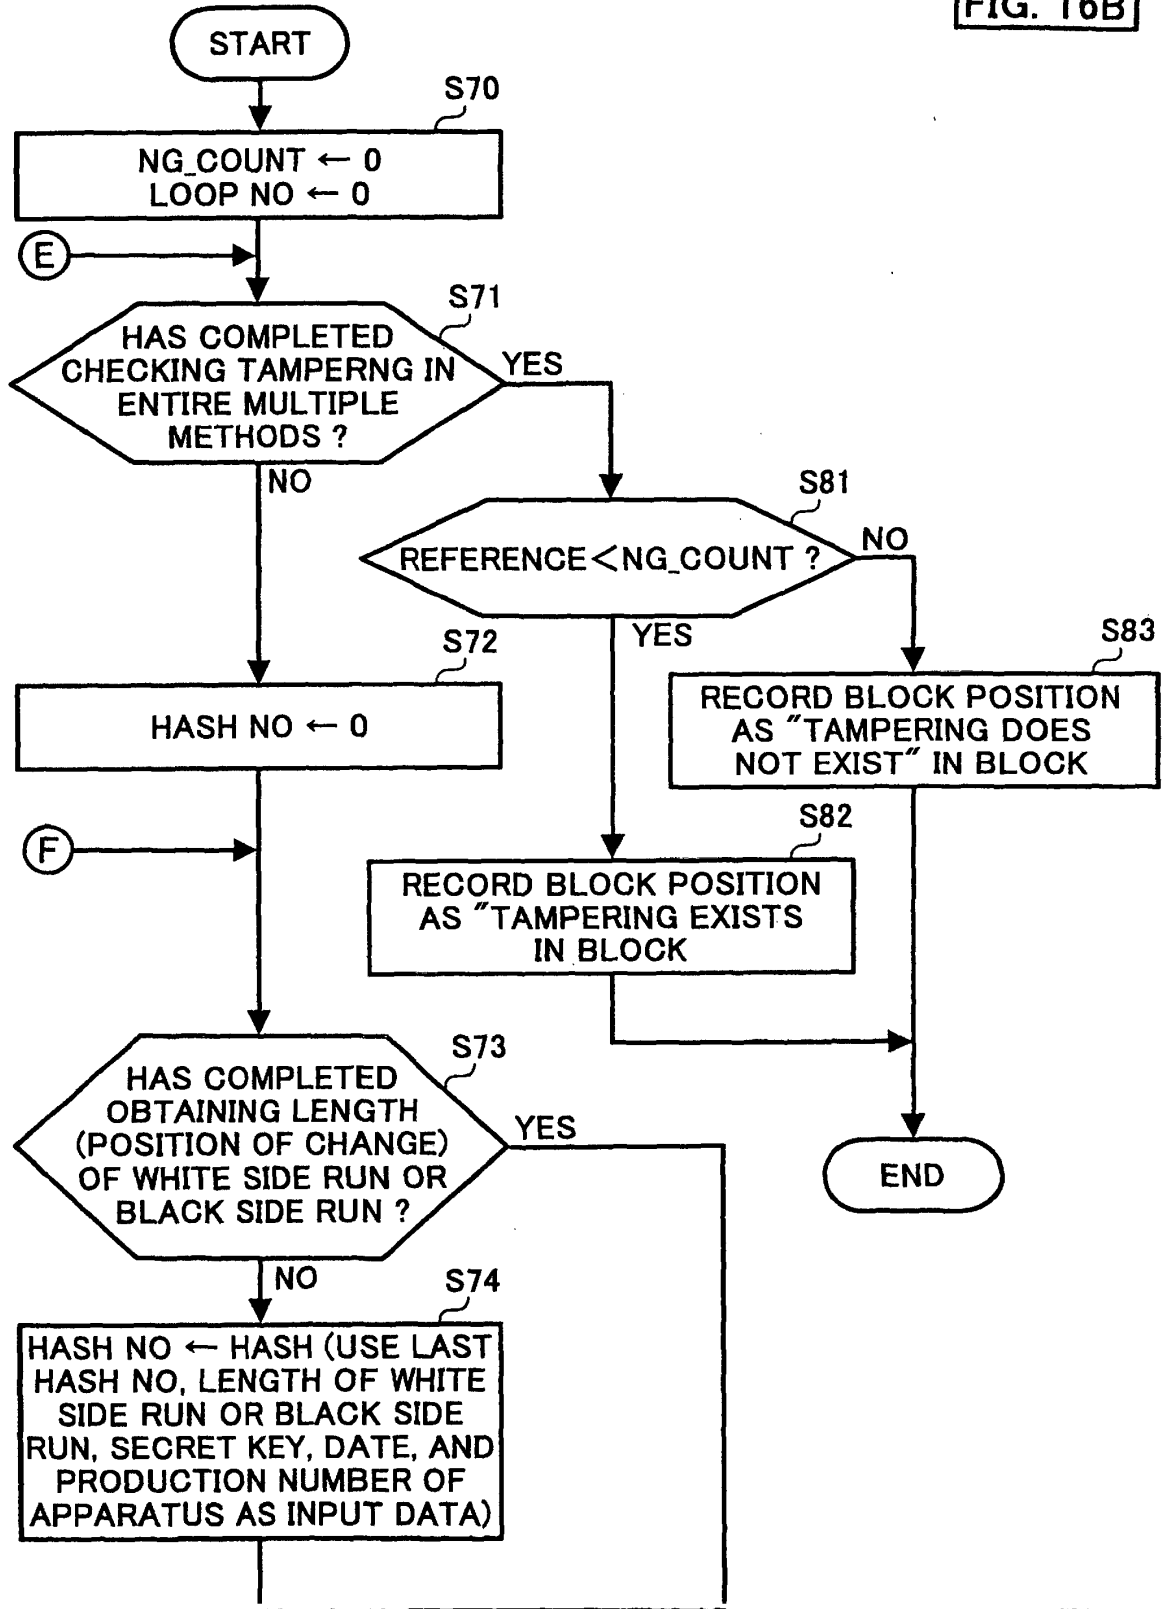 FIG. 16B
START
S70
NG_COUNT ← 0
LOOP NO ← 0
E
S71
HAS COMPLETED
CHECKING TAMPERNG IN
ENTIRE MULTIPLE
METHODS ?
YES
NO
S81
REFERENCE<NG_COUNT ?
NO
YES
S72
HASH NO ← 0
S83
RECORD BLOCK POSITION
AS "TAMPERING DOES
NOT EXIST" IN BLOCK
F
S82
RECORD BLOCK POSITION
AS "TAMPERING EXISTS
IN BLOCK
S73
HAS COMPLETED
OBTAINING LENGTH
(POSITION OF CHANGE)
OF WHITE SIDE RUN OR
BLACK SIDE RUN ?
YES
NO
END
S74
HASH NO ← HASH (USE LAST
HASH NO, LENGTH OF WHITE
SIDE RUN OR BLACK SIDE
RUN, SECRET KEY, DATE, AND
PRODUCTION NUMBER OF
APPARATUS AS INPUT DATA)